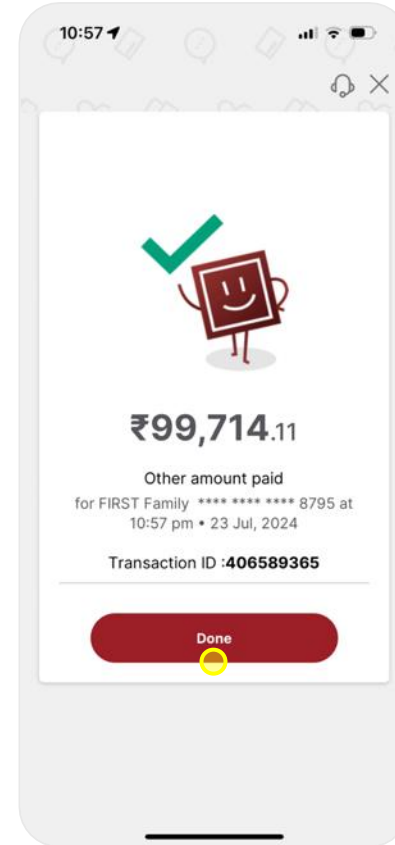 10:57
₹99,714.11
Other amount paid
for FIRST Family **** **** **** 8795 at
10:57 pm • 23 Jul, 2024
Transaction ID :406589365
Done